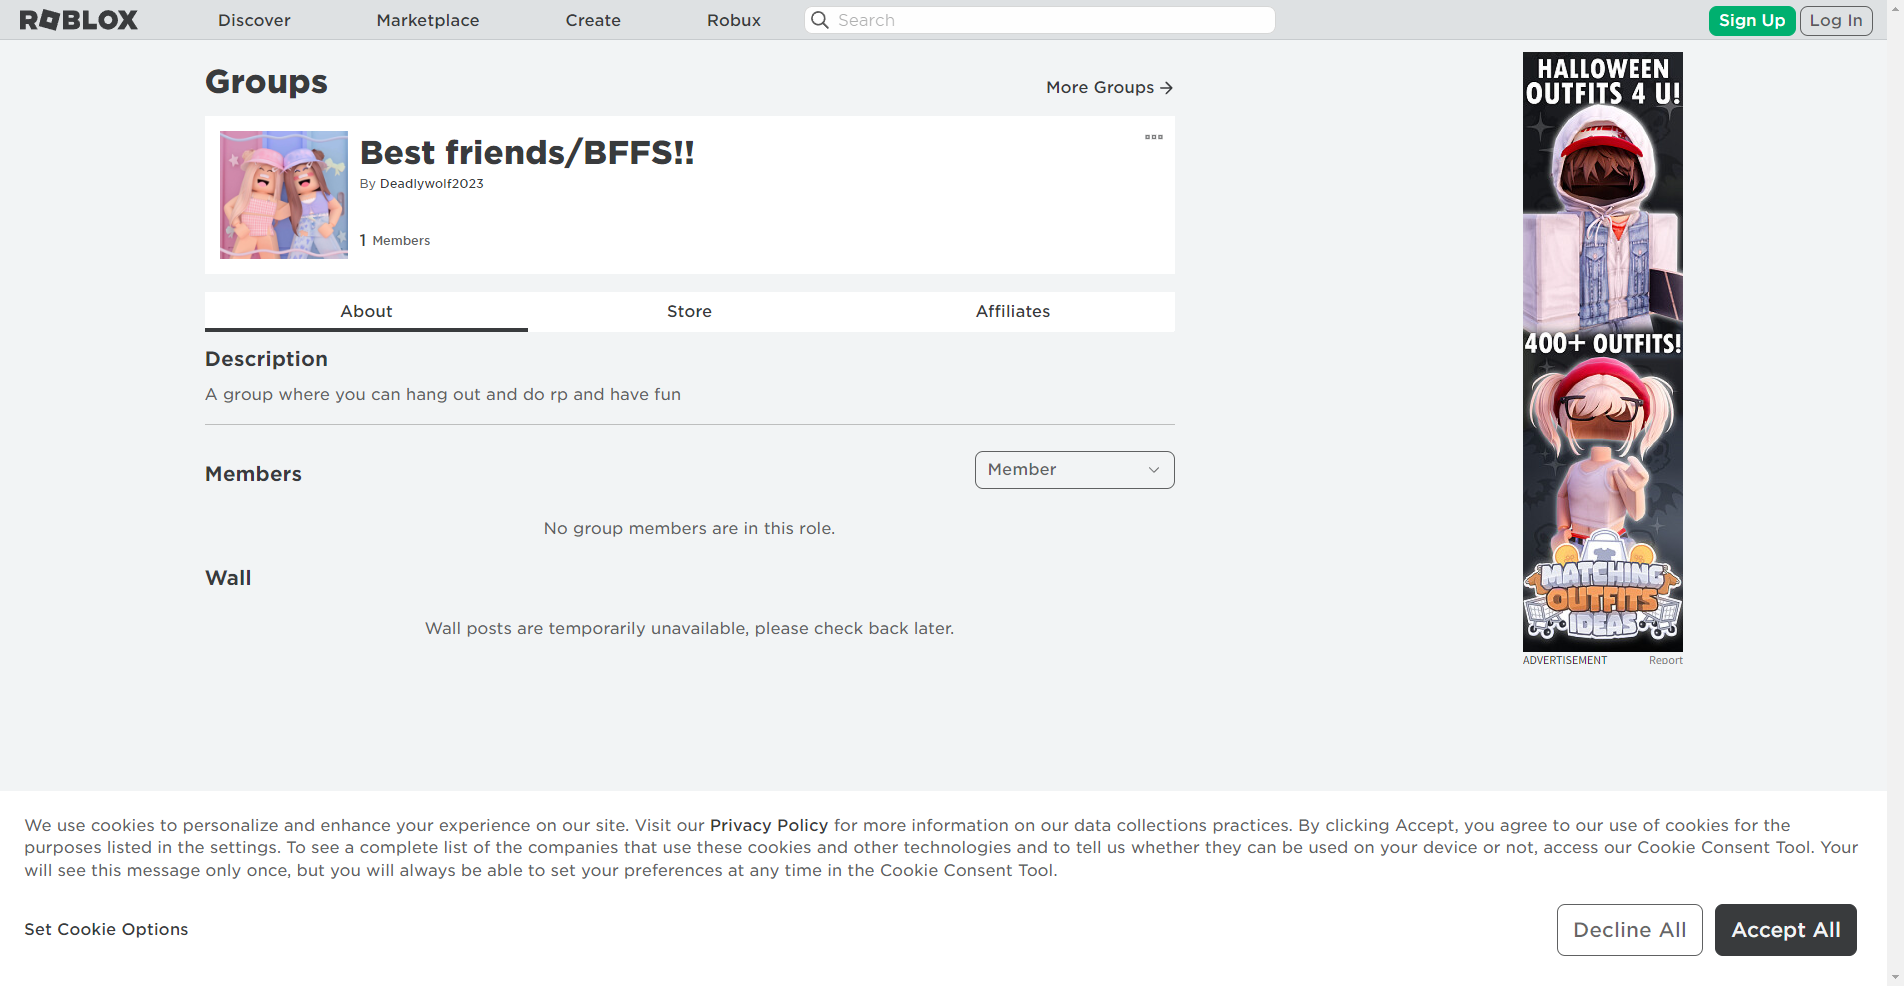 ROBLOX
Discover
Marketplace
Create
Robux
Search
Sign Up
Log In
Groups
More Groups
Best friends/BFFS!!
By Deadlywolf2023
1 Members
About
Store
Affiliates
Description
A group where you can hang out and do rp and have fun
Members
Member
No group members are in this role.
Wall
Wall posts are temporarily unavailable, please check back later.
HALLOWEEN
OUTFITS 4 U!
400+ OUTFITS!
MATCHING
OUTFITS
IDEAS
ADVERTISEMENT
Report
We use cookies to personalize and enhance your experience on our site. Visit our Privacy Policy for more information on our data collections practices. By clicking Accept, you agree to our use of cookies for the
purposes listed in the settings. To see a complete list of the companies that use these cookies and other technologies and to tell us whether they can be used on your device or not, access our Cookie Consent Tool. Your
will see this message only once, but you will always be able to set your preferences at any time in the Cookie Consent Tool.
Set Cookie Options
Decline All
Accept All